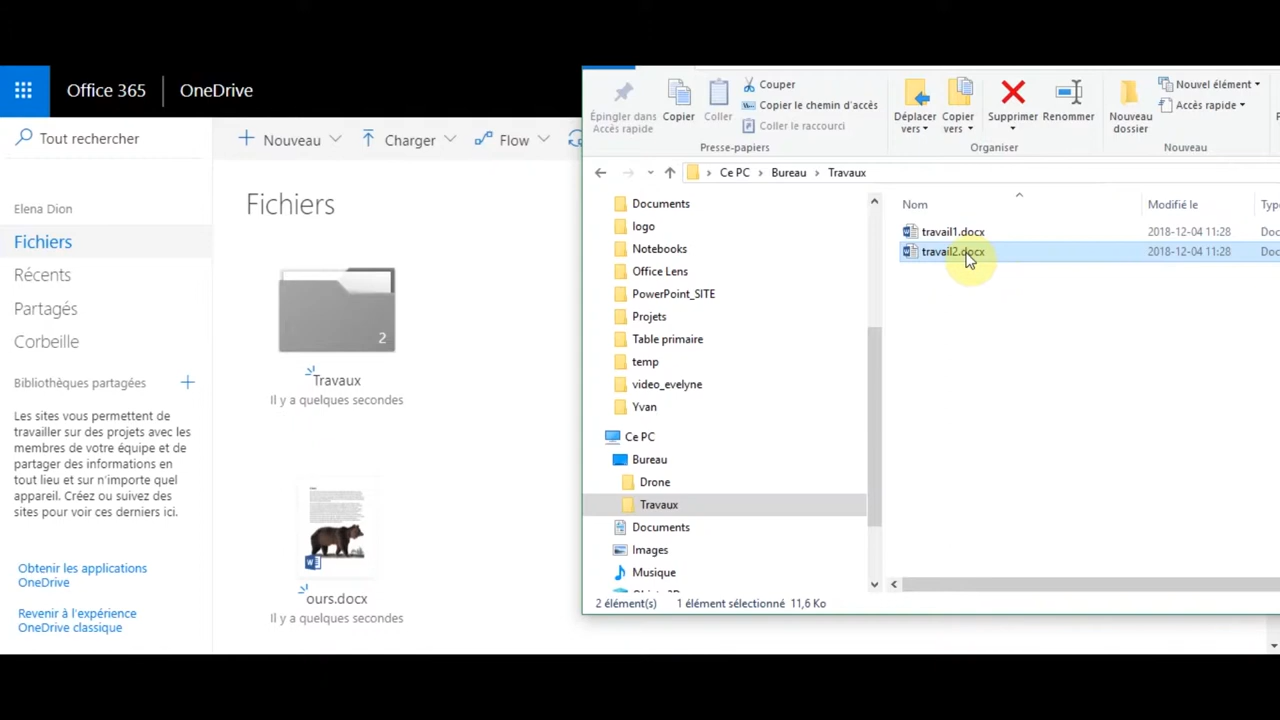 Office 365
OneDrive
Tout rechercher
Nouveau
Charger
Flow
Elena Dion
Fichiers
Récents
Partagés
Corbeille
Bibliothèques partagées
Les sites vous permettent de
travailler sur des projets avec les
membres de votre équipe et de
partager des informations en
tout lieu et sur n'importe quel
appareil. Créez ou suivez des
sites pour voir ces derniers ici.
Obtenir les applications
OneDrive
Revenir à l'expérience
OneDrive classique
Fichiers
2
Travaux
Il y a quelques secondes
ours.docx
Il y a quelques secondes
Épingler dans
Accès rapide
Copier
Coller
Couper
Copier le chemin d'accès
Coller le raccourci
Presse-papiers
Déplacer
vers
Copier
vers
Supprimer
Renommer
Organiser
Nouveau
dossier
Nouvel élément
Accès rapide
Nouveau
Ce PC > Bureau > Travaux
Documents
logo
Notebooks
Office Lens
PowerPoint_SITE
Projets
Table primaire
temp
video_evelyne
Yvan
Ce PC
Bureau
Drone
Travaux
Documents
Images
Musique
Nom Modifié le
travail1.docx 2018-12-04 11:28
travail2.docx 2018-12-04 11:28
2 élément(s) 1 élément sélectionné 11,6 Ko